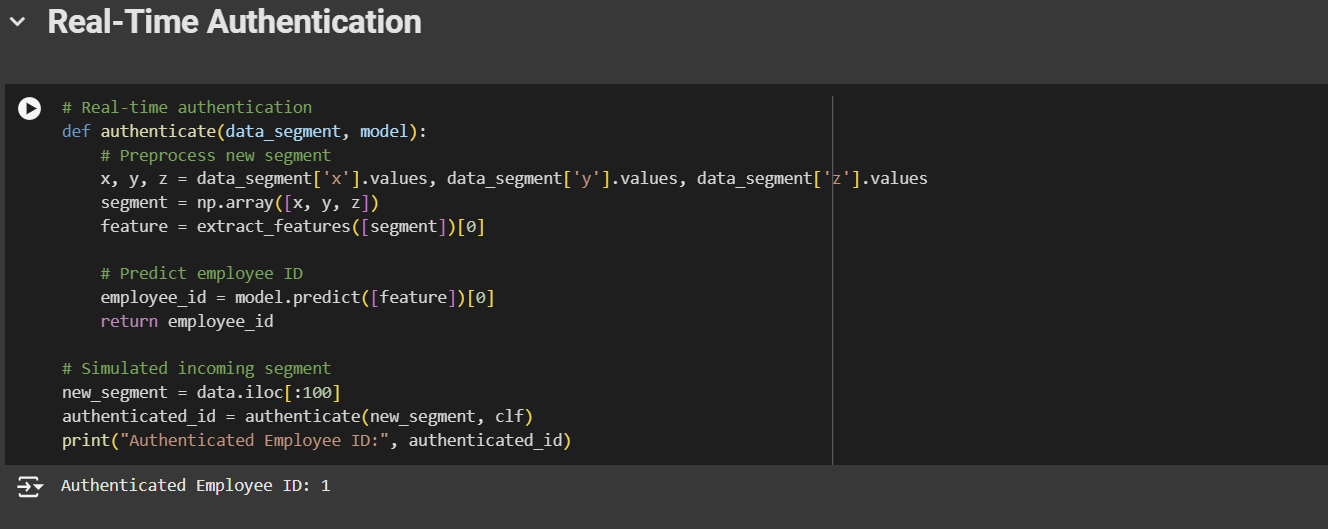 Real-Time Authentication
# Real-time authentication
def authenticate(data_segment, model):
    # Preprocess new segment
    x, y, z = data_segment['x'].values, data_segment['y'].values, data_segment['z'].values
    segment = np.array([x, y, z])
    feature = extract_features([segment])[0]
    # Predict employee ID
    employee_id = model.predict([feature])[0]
    return employee_id
# Simulated incoming segment
new_segment = data.iloc[:100]
authenticated_id = authenticate(new_segment, clf)
print("Authenticated Employee ID:", authenticated_id)
Authenticated Employee ID: 1